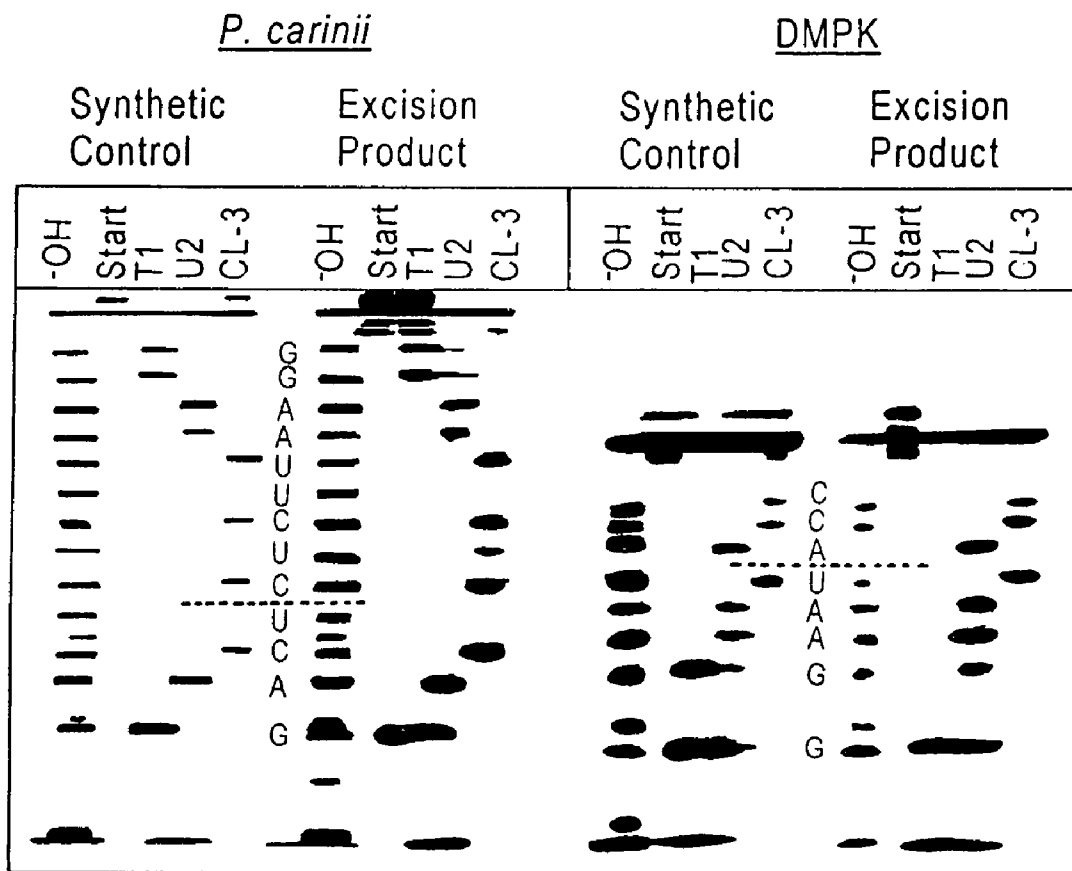 P. carinii
DMPK
Synthetic Control
Excision Product
Synthetic Control
Excision Product
-OH Start T1 U2 CL-3
-OH Start T1 U2 CL-3
-OH Start T1 U2 CL-3
-OH Start T1 U2 CL-3
G
G
A
A
U
U
C
U
C
U
C
A
G
C
C
A
U
A
A
G
G